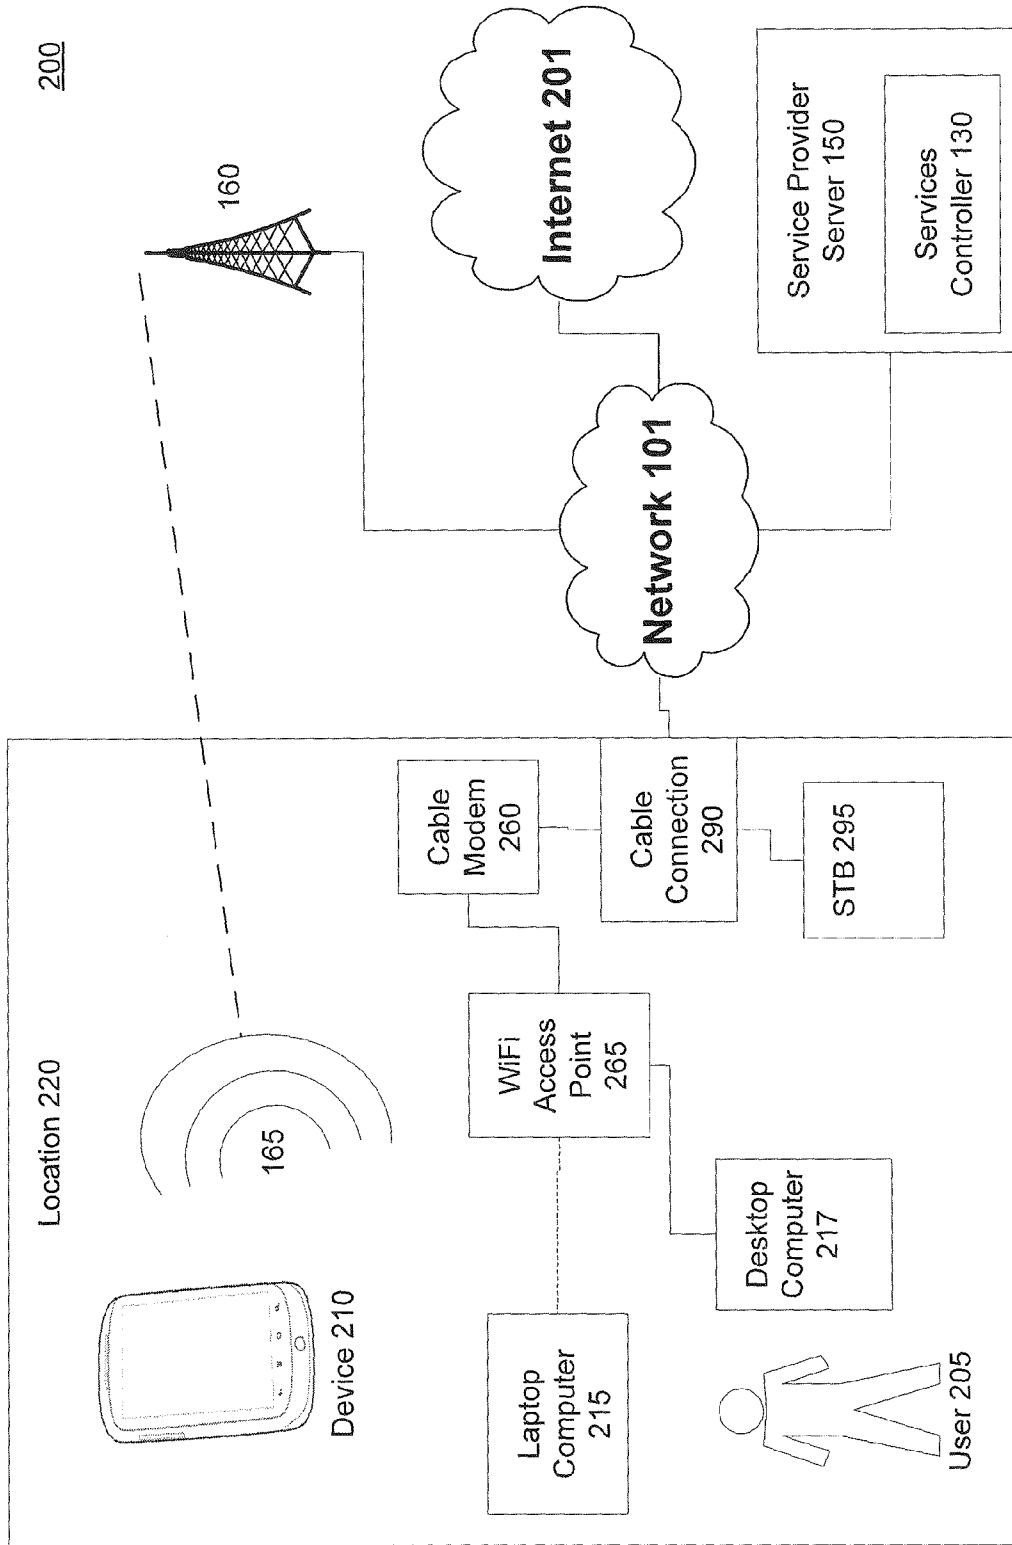 200
Location 220
160
165
Device 210
Internet 201
Network 101
Cable
Modem
260
WiFi
Access
Point
265
Laptop
Computer
215
Cable
Connection
290
Desktop
Computer
217
STB 295
Service Provider
Server 150
Services
Controller 130
User 205